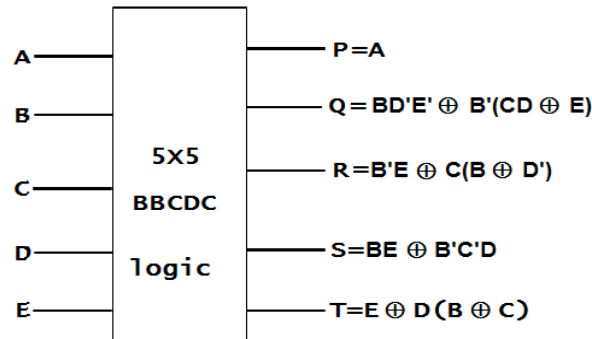 A
B
C
D
E
5X5
BBCDC
logic
P=A
Q=BD'E' ⊕ B'(CD ⊕ E)
R=B'E ⊕ C(B ⊕ D')
S=BE ⊕ B'C'D
T=E ⊕ D(B ⊕ C)